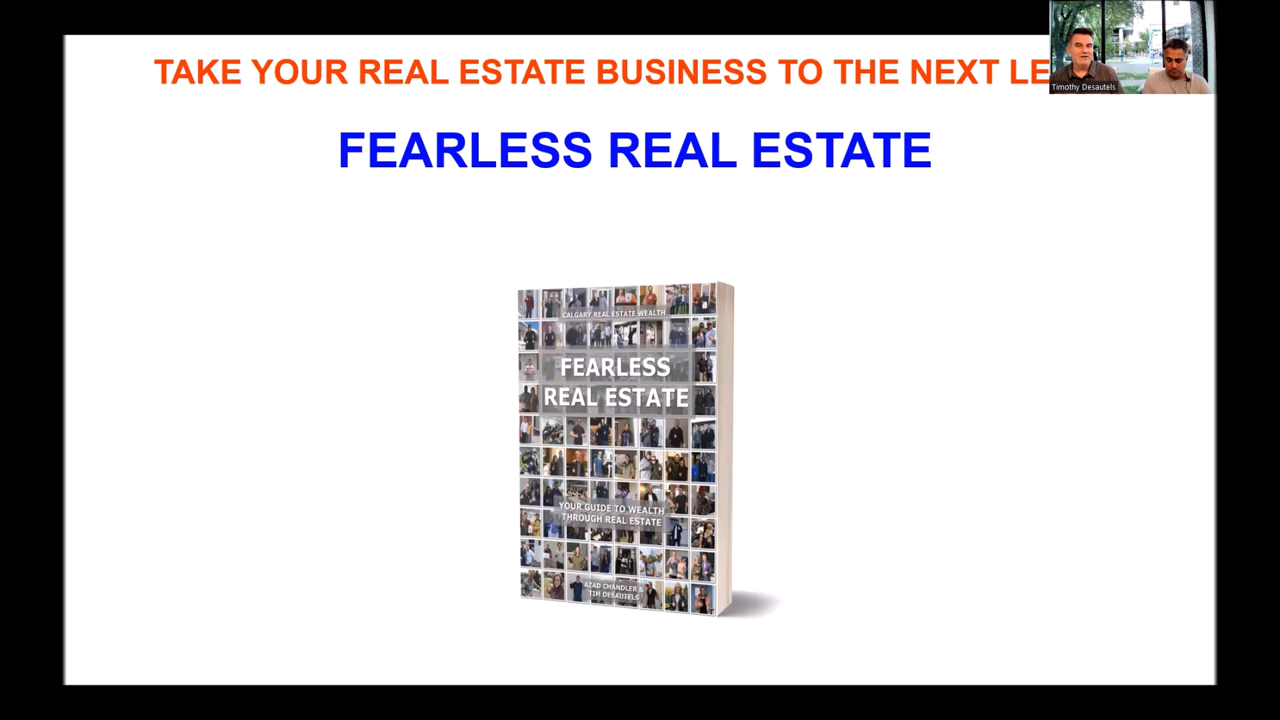 TAKE YOUR REAL ESTATE BUSINESS TO THE NEXT LE
Timothy Desautels
FEARLESS REAL ESTATE
CALGARY REAL ESTATE WEALTH
FEARLESS
REAL ESTATE
YOUR GUIDE TO WEALTH
THROUGH REAL ESTATE
AZAD CHANDLER &
TIM DESAUTELS